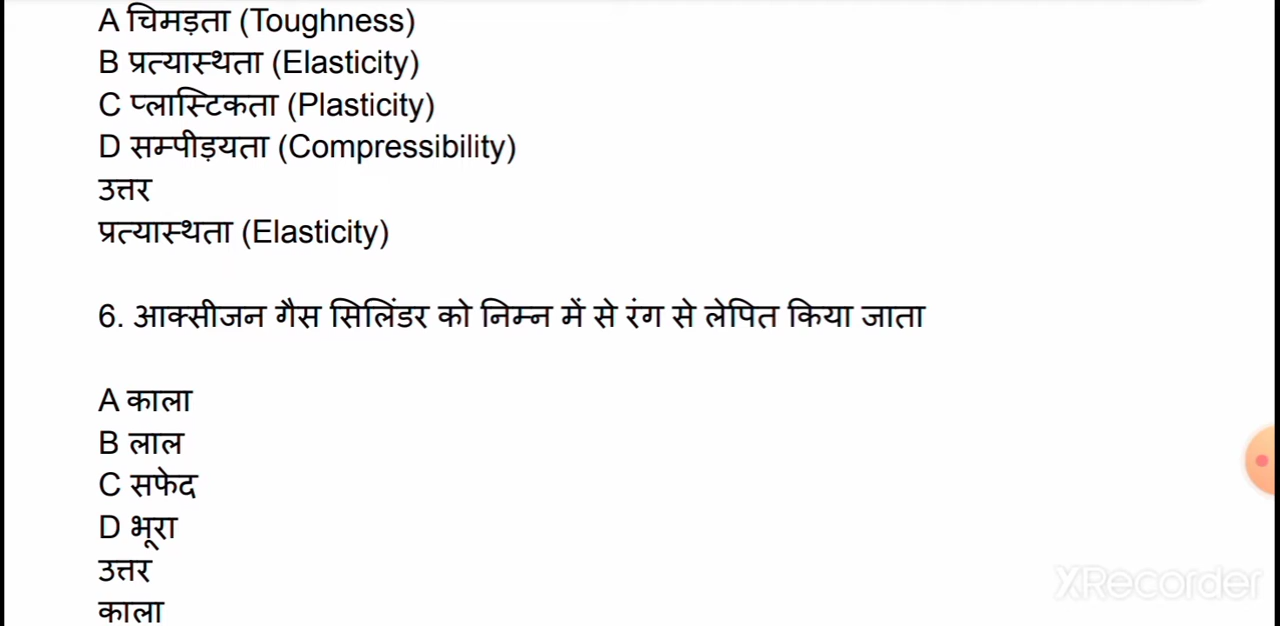 A चिमड़ता (Toughness)
B प्रत्यास्थता (Elasticity)
C प्लास्टिकता (Plasticity)
D सम्पीड़यता (Compressibility)
उत्तर
प्रत्यास्थता (Elasticity)
6. आक्सीजन गैस सिलिंडर को निम्न में से रंग से लेपित किया जाता
A काला
B लाल
C सफेद
D भूरा
उत्तर
काला
XRecorder